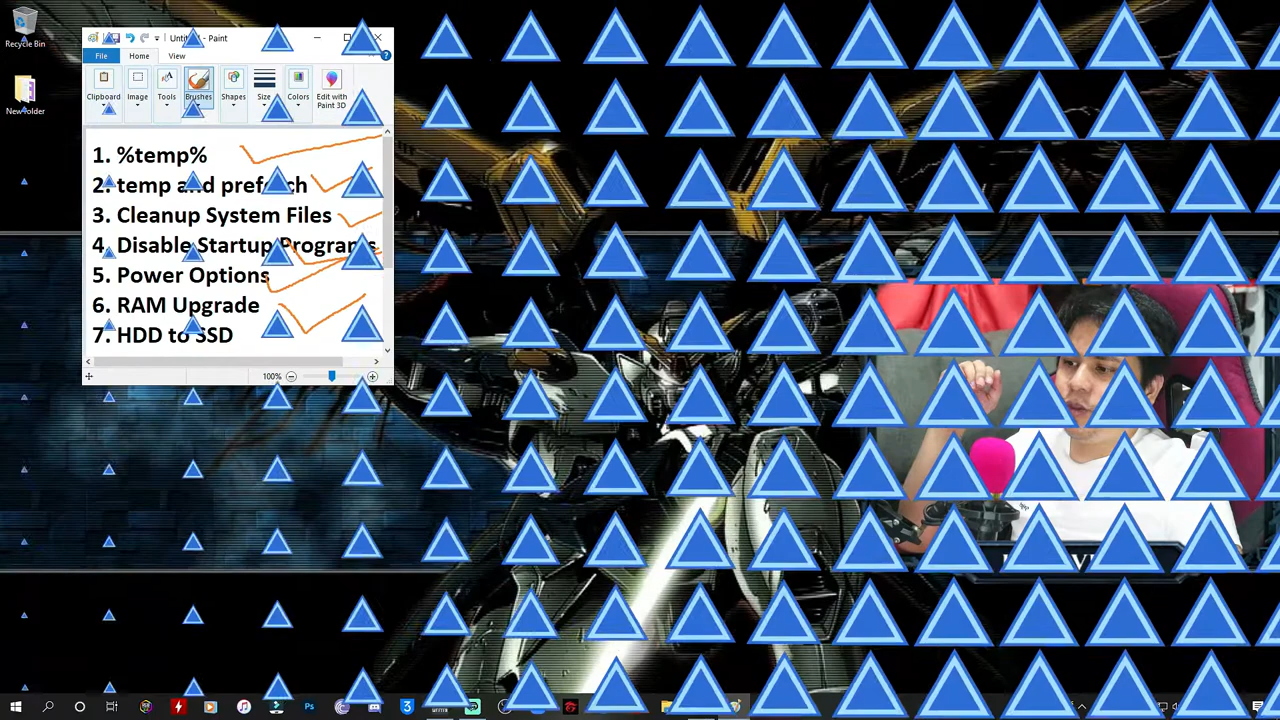 Recycle Bin
New folder
- Paint
File
Home
View
Clipboard
Image
Tools
Brushes
Shapes
Size
Colors
Edit with
Paint 3D
1. %temp%
2. temp and prefetch
3. Cleanup System Files
4. Disable Startup Programs
5. Power Options
6. RAM Upgrade
7. HDD to SSD
100%